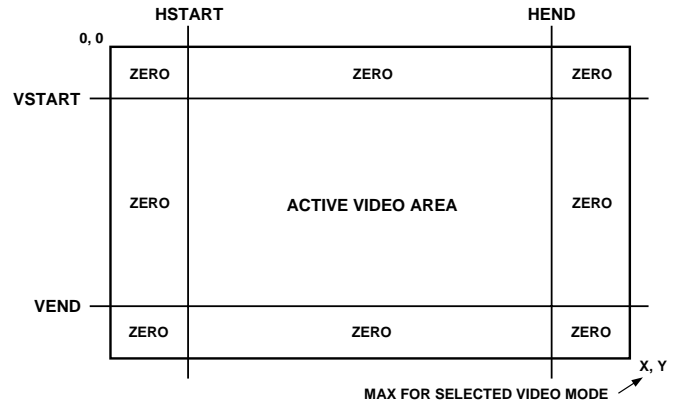 HSTART HEND
0, 0
ZERO ZERO ZERO
VSTART
ZERO ACTIVE VIDEO AREA ZERO
VEND
ZERO ZERO ZERO
X, Y
MAX FOR SELECTED VIDEO MODE